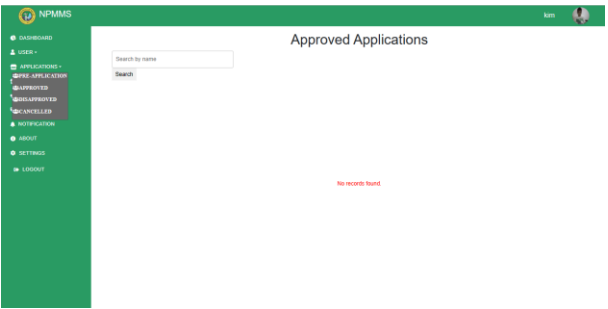 NPMMS
kim
DASHBOARD
Approved Applications
USER
Search by name
APPLICATIONS
Search
PRE-APPLICATION
APPROVED
DISAPPROVED
CANCELLED
NOTIFICATION
ABOUT
SETTINGS
LOGOUT
No records found.